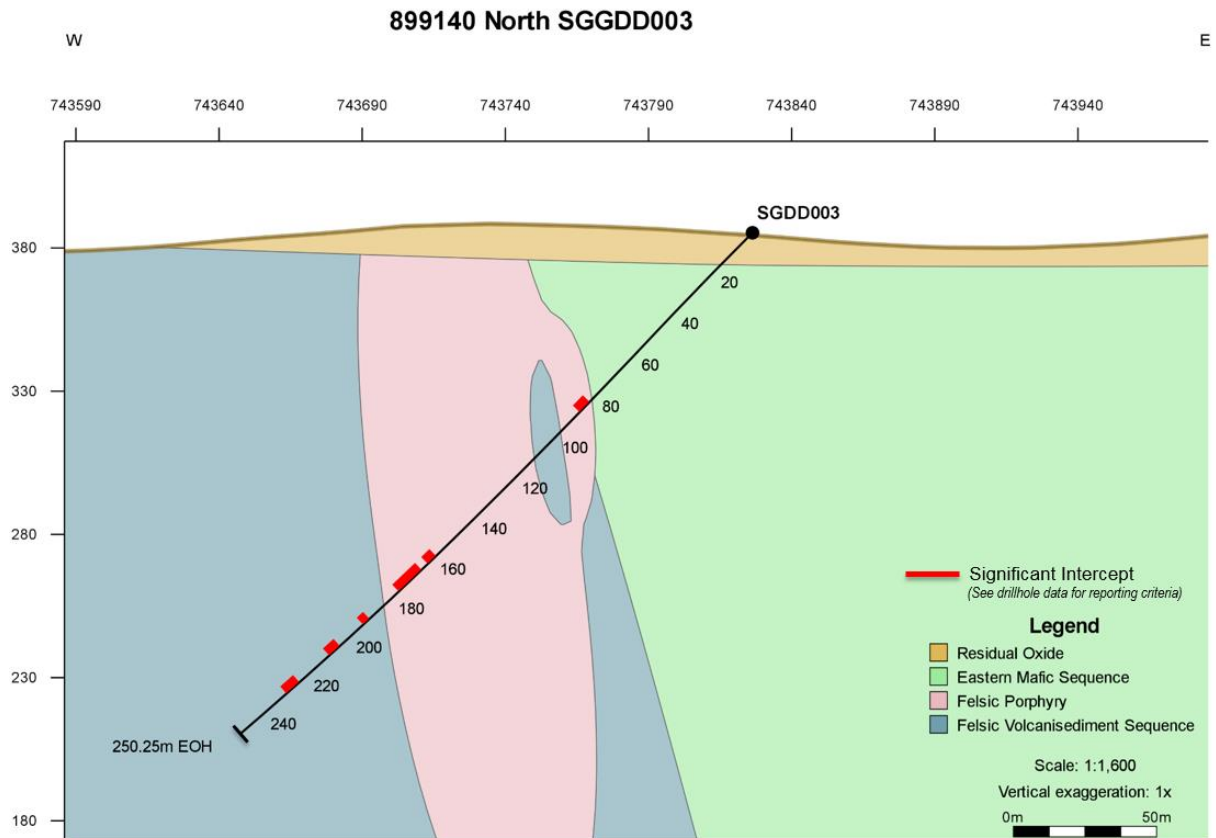 899140 North SGGDD003
W
E
743590 743640 743690 743740 743790 743840 743890 743940
SGDD003
380
20
40
60
330
80
100
120
280
140
160
180
200
230
220
240
250.25m EOH
180
Significant Intercept
(See drillhole data for reporting criteria)
Legend
Residual Oxide
Eastern Mafic Sequence
Felsic Porphyry
Felsic Volcanisediment Sequence
Scale: 1:1,600
Vertical exaggeration: 1x
0m 50m